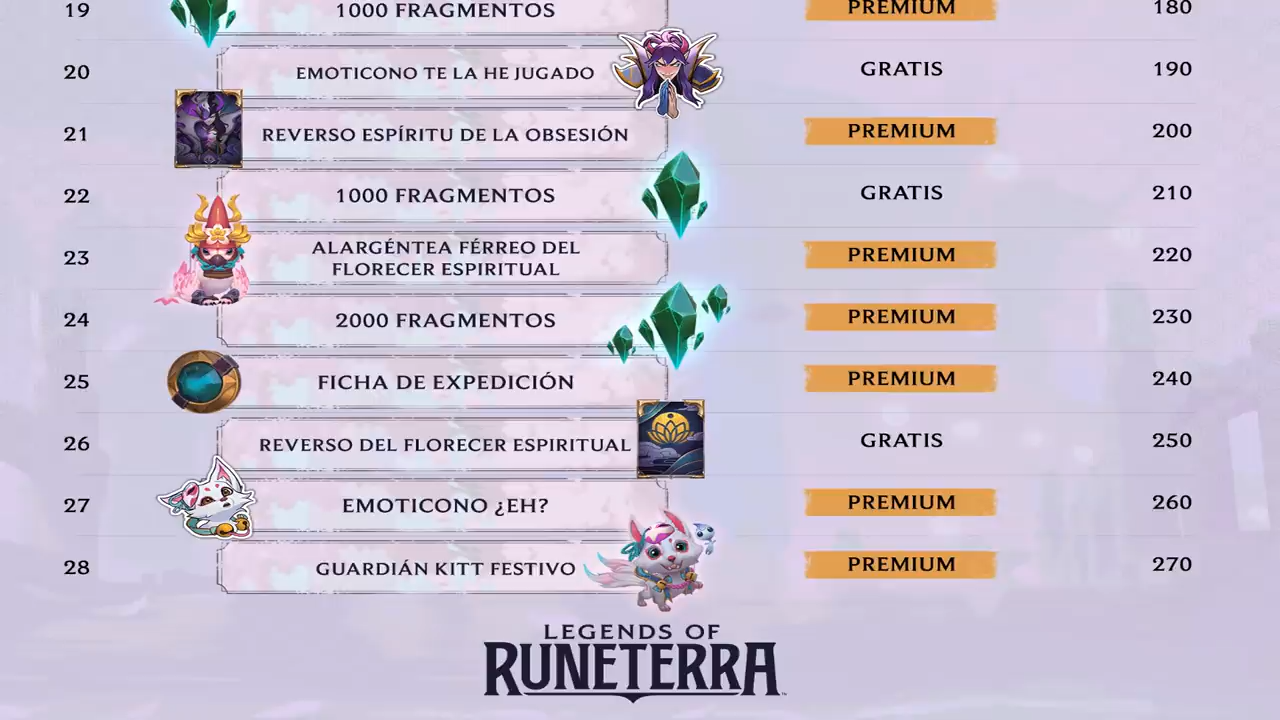 19 1000 FRAGMENTOS PREMIUM 180
20 EMOTICONO TE LA HE JUGADO GRATIS 190
21 REVERSO ESPÍRITU DE LA OBSESIÓN PREMIUM 200
22 1000 FRAGMENTOS GRATIS 210
23 ALARGÉNTEA FÉRREO DEL FLORECER ESPIRITUAL PREMIUM 220
24 2000 FRAGMENTOS PREMIUM 230
25 FICHA DE EXPEDICIÓN PREMIUM 240
26 REVERSO DEL FLORECER ESPIRITUAL GRATIS 250
27 EMOTICONO ¿EH? PREMIUM 260
28 GUARDIÁN KITT FESTIVO PREMIUM 270
LEGENDS OF
RUNETERRA